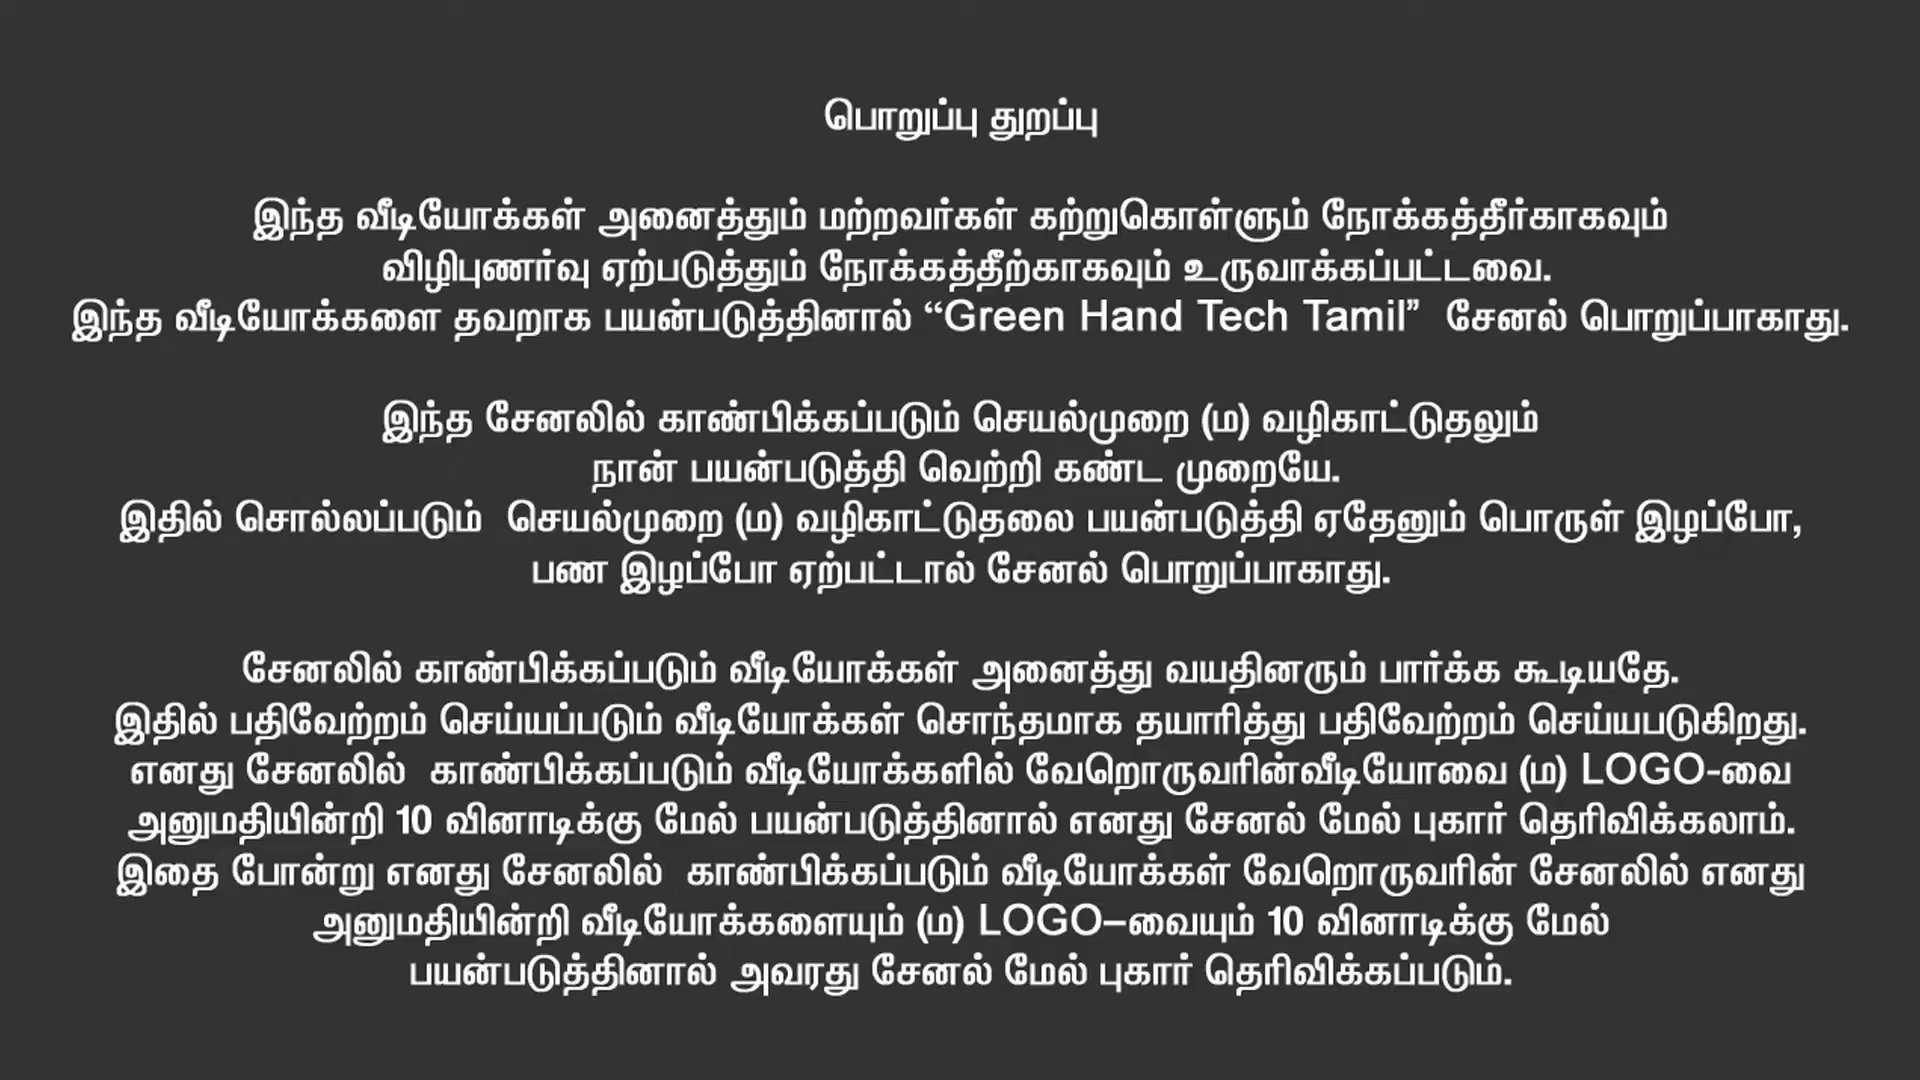 பொறுப்பு துறப்பு
இந்த வீடியோக்கள் அனைத்தும் மற்றவர்கள் கற்றுகொள்ளும் நோக்கத்தீர்காகவும்
விழிபுணர்வு ஏற்படுத்தும் நோக்கத்தீற்காகவும் உருவாக்கப்பட்டவை.
இந்த வீடியோக்களை தவறாக பயன்படுத்தினால் “Green Hand Tech Tamil” சேனல் பொறுப்பாகாது.
இந்த சேனலில் காண்பிக்கப்படும் செயல்முறை (ம) வழிகாட்டுதலும்
நான் பயன்படுத்தி வெற்றி கண்ட முறையே.
இதில் சொல்லப்படும் செயல்முறை (ம) வழிகாட்டுதலை பயன்படுத்தி ஏதேனும் பொருள் இழப்போ,
பண இழப்போ ஏற்பட்டால் சேனல் பொறுப்பாகாது.
சேனலில் காண்பிக்கப்படும் வீடியோக்கள் அனைத்து வயதினரும் பார்க்க கூடியதே.
இதில் பதிவேற்றம் செய்யப்படும் வீடியோக்கள் சொந்தமாக தயாரித்து பதிவேற்றம் செய்யபடுகிறது.
எனது சேனலில் காண்பிக்கப்படும் வீடியோக்களில் வேறொருவரின்வீடியோவை (ம) LOGO-வை
அனுமதியின்றி 10 வினாடிக்கு மேல் பயன்படுத்தினால் எனது சேனல் மேல் புகார் தெரிவிக்கலாம்.
இதை போன்று எனது சேனலில் காண்பிக்கப்படும் வீடியோக்கள் வேறொருவரின் சேனலில் எனது
அனுமதியின்றி வீடியோக்களையும் (ம) LOGO–வையும் 10 வினாடிக்கு மேல்
பயன்படுத்தினால் அவரது சேனல் மேல் புகார் தெரிவிக்கப்படும்.